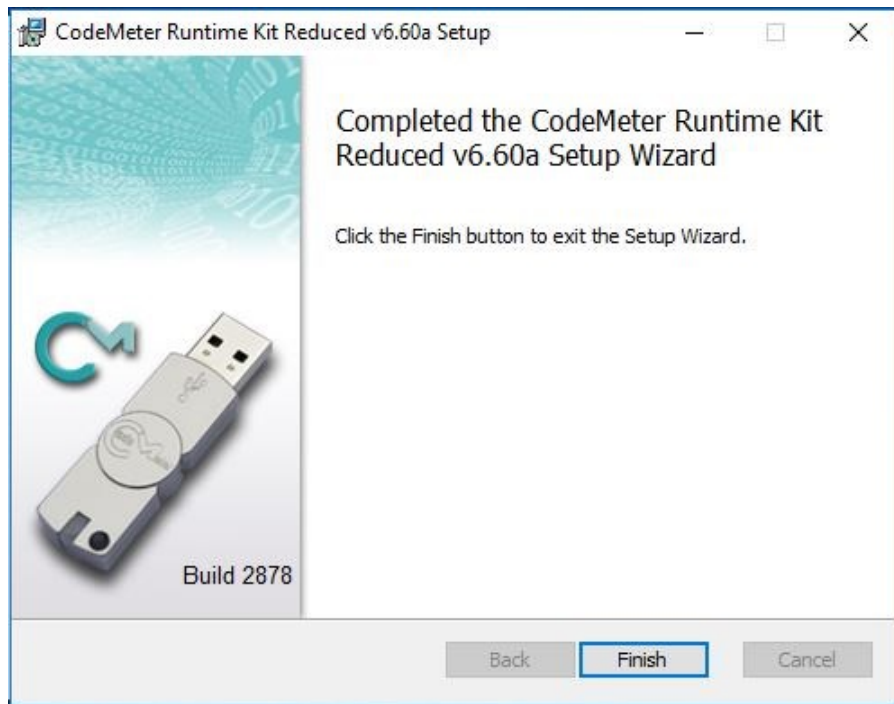 CodeMeter Runtime Kit Reduced v6.60a Setup
Completed the CodeMeter Runtime Kit
Reduced v6.60a Setup Wizard
Click the Finish button to exit the Setup Wizard.
CM
Build 2878
Back
Finish
Cancel